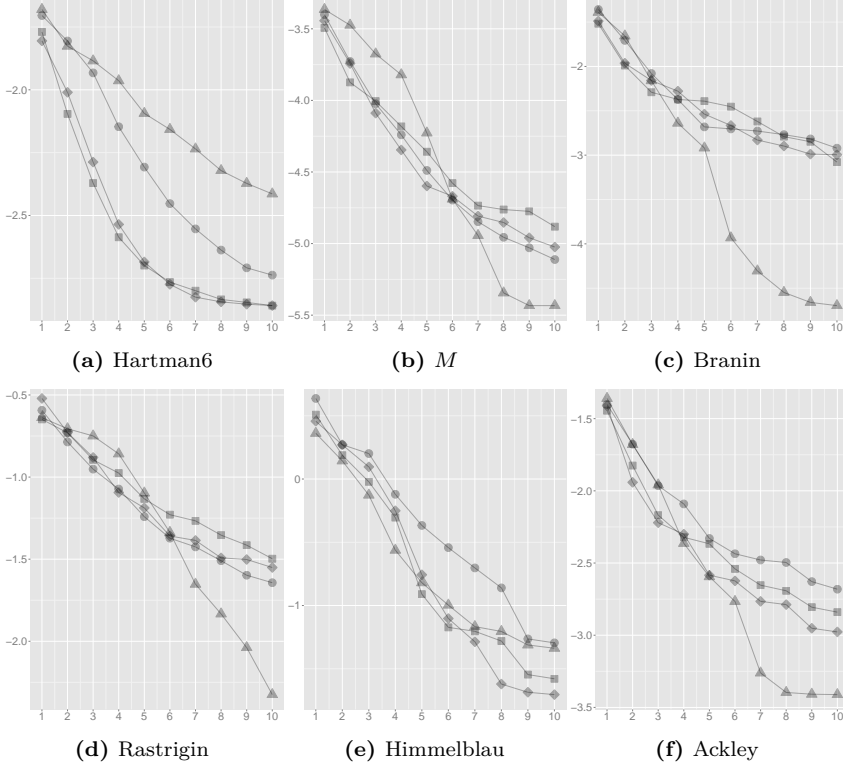 −3.5
−2.0
−4.0
−2
−4.5
−3
−2.5
−5.0
−4
−5.5
1 2 3 4 5 6 7 8 9 10
1 2 3 4 5 6 7 8 9 10
1 2 3 4 5 6 7 8 9 10
(a) Hartman6
(b) M
(c) Branin
−0.5
−1.5
0
−1.0
−2.0
−1.5
−2.5
−1
−3.0
−2.0
−3.5
1 2 3 4 5 6 7 8 9 10
1 2 3 4 5 6 7 8 9 10
1 2 3 4 5 6 7 8 9 10
(d) Rastrigin
(e) Himmelblau
(f) Ackley